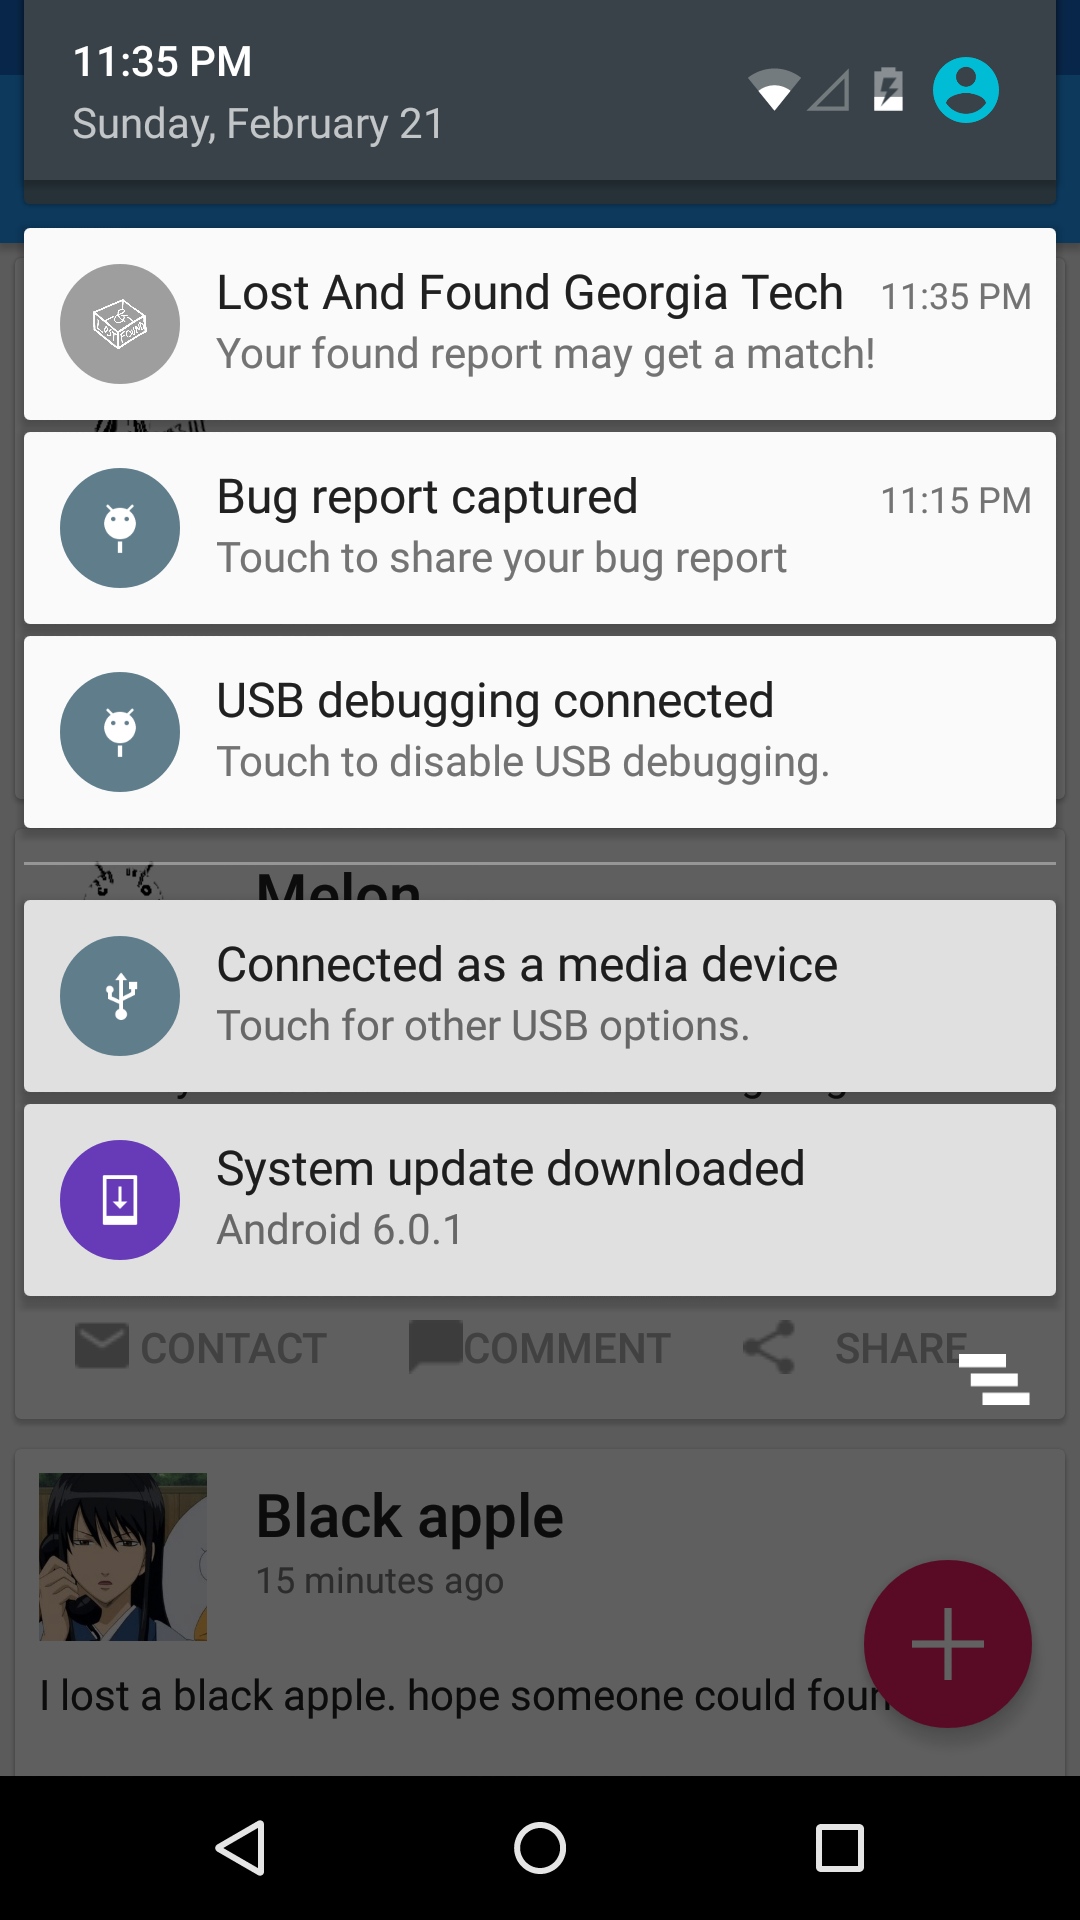 11:35 PM
Sunday, February 21
Lost And Found Georgia Tech 11:35 PM
Your found report may get a match!
Bug report captured 11:15 PM
Touch to share your bug report
USB debugging connected
Touch to disable USB debugging.
Melon
Connected as a media device
Touch for other USB options.
System update downloaded
Android 6.0.1
CONTACT COMMENT SHARE
Black apple
15 minutes ago
I lost a black apple. hope someone could foun